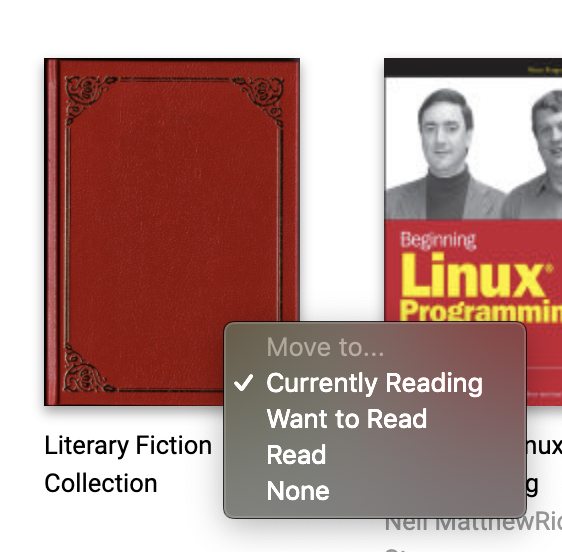 Beginning
Linux®
Programmin
Move to...
✓ Currently Reading
Want to Read
Read
None
Literary Fiction
Collection
nux
g
Neil MatthewRic